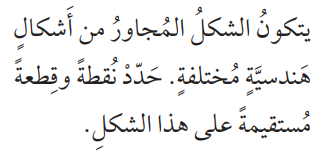 يتكونُ الشكلُ المُجاورُ من أَشكالٍ
هَندسيَّةٍ مُختلفةٍ. حَدّدْ نُقطةً وقِطعةً
مُستقيمةً على هذا الشكلِ.